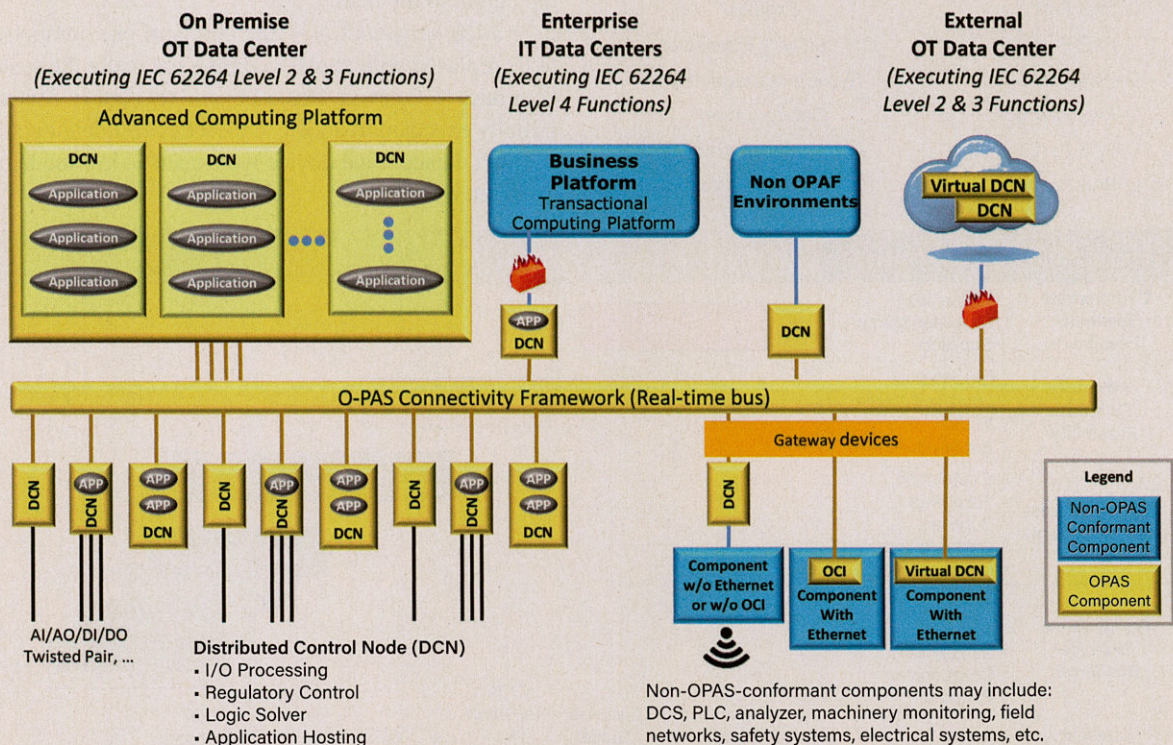 On Premise
OT Data Center
(Executing IEC 62264 Level 2 & 3 Functions)
Enterprise
IT Data Centers
(Executing IEC 62264
Level 4 Functions)
External
OT Data Center
(Executing IEC 62264
Level 2 & 3 Functions)
Advanced Computing Platform
DCN
Application
Application
Application
DCN
Application
Application
Application
DCN
Application
Application
Business
Platform
Transactional
Computing Platform
Non OPAF
Environments
Virtual DCN
DCN
APP
DCN
DCN
O-PAS Connectivity Framework (Real-time bus)
Gateway devices
DCN
APP
DCN
APP
APP
DCN
DCN
APP
DCN
APP
APP
DCN
DCN
APP
DCN
APP
APP
DCN
DCN
Component
w/o Ethernet
or w/o OCI
OCI
Component
With
Ethernet
Virtual DCN
Component
With
Ethernet
Legend
Non-OPAS
Conformant
Component
OPAS
Component
AI/AO/DI/DO
Twisted Pair, ...
Distributed Control Node (DCN)
▪ I/O Processing
▪ Regulatory Control
▪ Logic Solver
▪ Application Hosting
Non-OPAS-conformant components may include:
DCS, PLC, analyzer, machinery monitoring, field
networks, safety systems, electrical systems, etc.